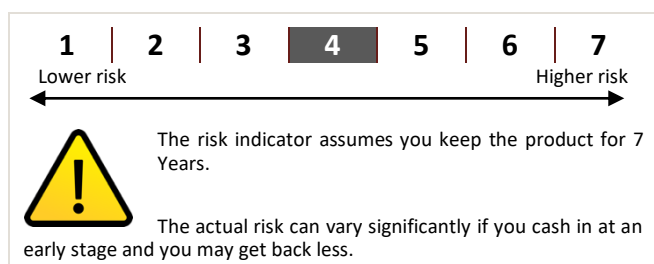 1 2 3 4 5 6 7
Lower risk Higher risk
!
The risk indicator assumes you keep the product for 7
Years.
The actual risk can vary significantly if you cash in at an
early stage and you may get back less.